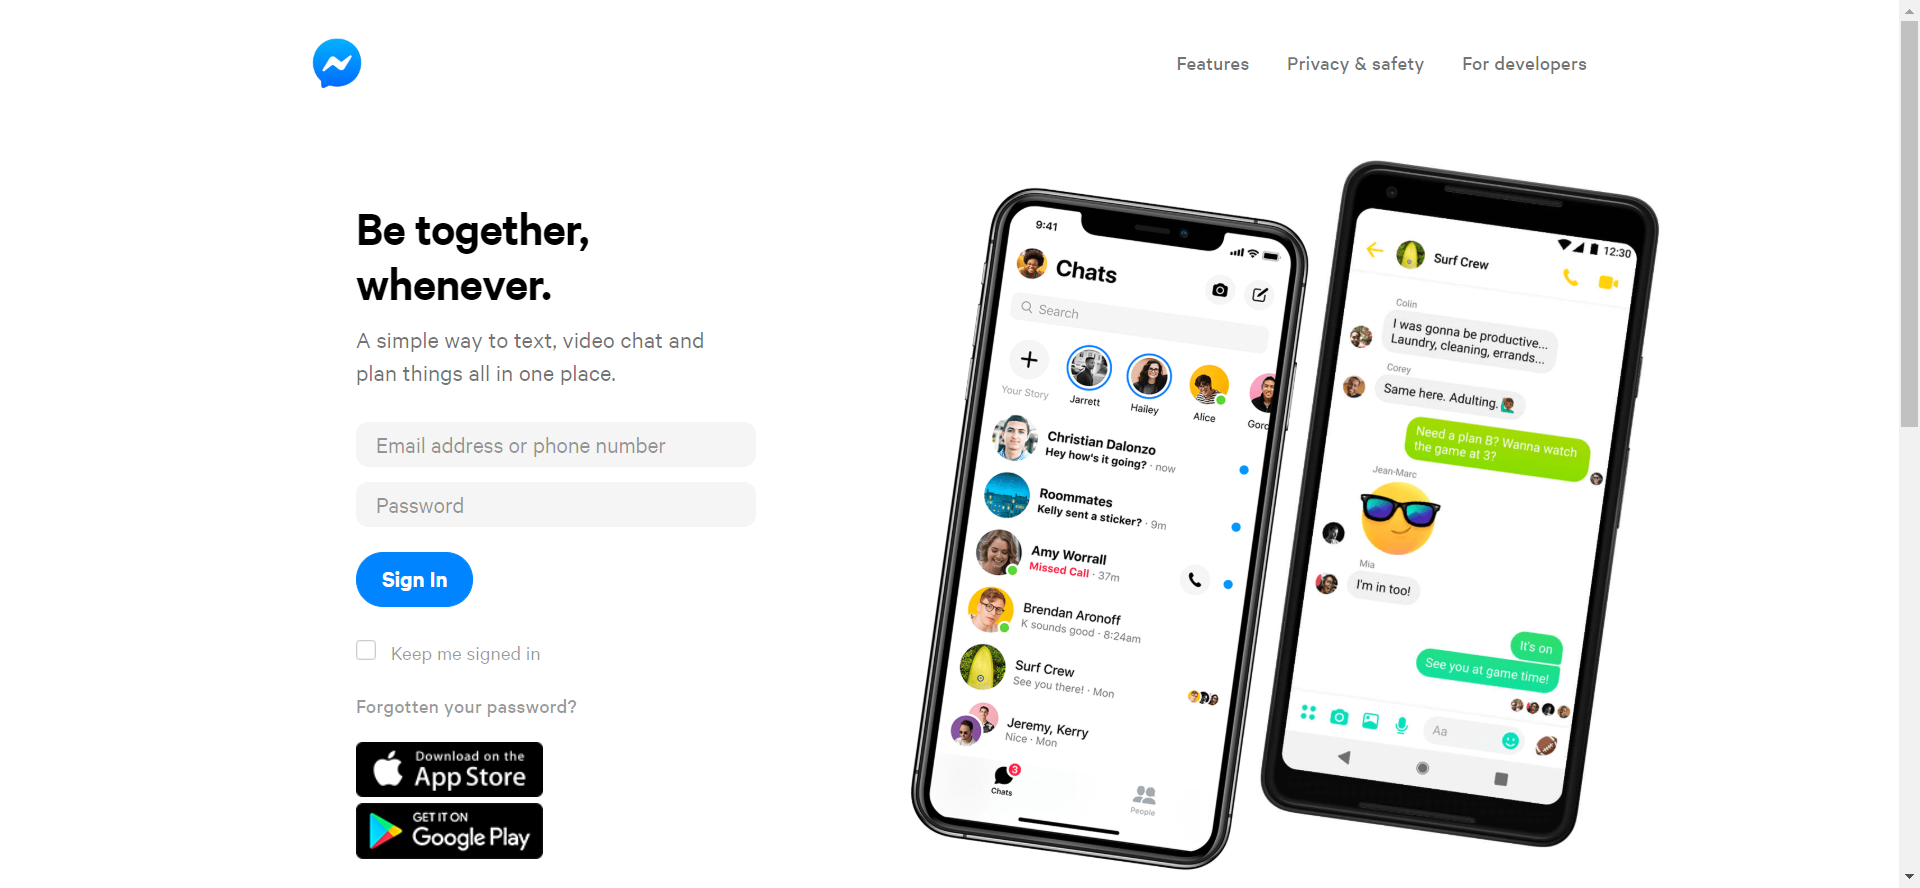 Features
Privacy & safety
For developers
Be together,
whenever.
A simple way to text, video chat and
plan things all in one place.
Email address or phone number
Password
Sign In
Keep me signed in
Forgotten your password?
Download on the
App Store
GET IT ON
Google Play
9:41
Chats
Search
Your Story
Jarrett
Hailey
Alice
Gorc
Christian Dalonzo
Hey how's it going? · now
Roommates
Kelly sent a sticker? · 9m
Amy Worrall
Missed Call · 37m
Brendan Aronoff
K sounds good · 8:24am
Surf Crew
See you there! · Mon
Jeremy, Kerry
Nice · Mon
3
Chats
People
12:30
Surf Crew
Colin
I was gonna be productive...
Laundry, cleaning, errands...
Corey
Same here. Adulting.
Need a plan B? Wanna watch
the game at 3?
Jean-Marc
Mia
I'm in too!
It's on
See you at game time!
Aa